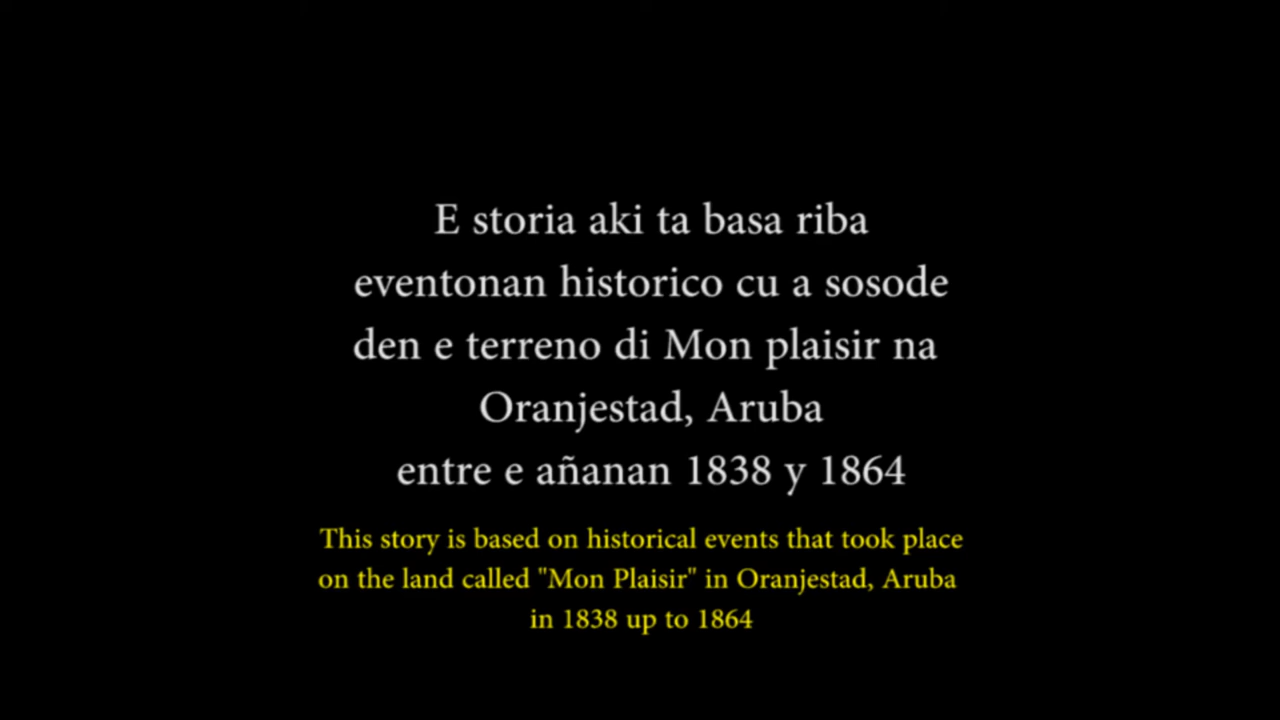 E storia aki ta basa riba
eventonan historico cu a sosode
den e terreno di Mon plaisir na
Oranjestad, Aruba
entre e añanan 1838 y 1864
This story is based on historical events that took place
on the land called "Mon Plaisir" in Oranjestad, Aruba
in 1838 up to 1864